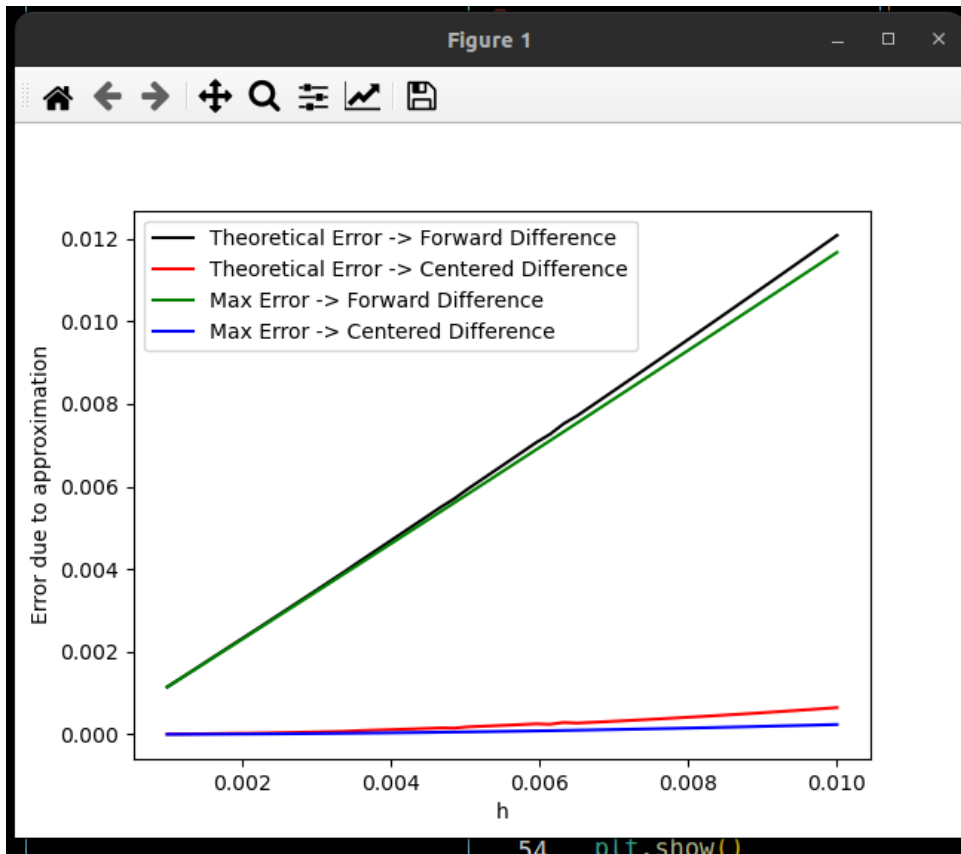 Figure 1
0.012
0.010
0.008
0.006
0.004
0.002
0.000
Error due to approximation
Theoretical Error -> Forward Difference
Theoretical Error -> Centered Difference
Max Error -> Forward Difference
Max Error -> Centered Difference
0.002 0.004 0.006 0.008 0.010
h
54 plt.show()